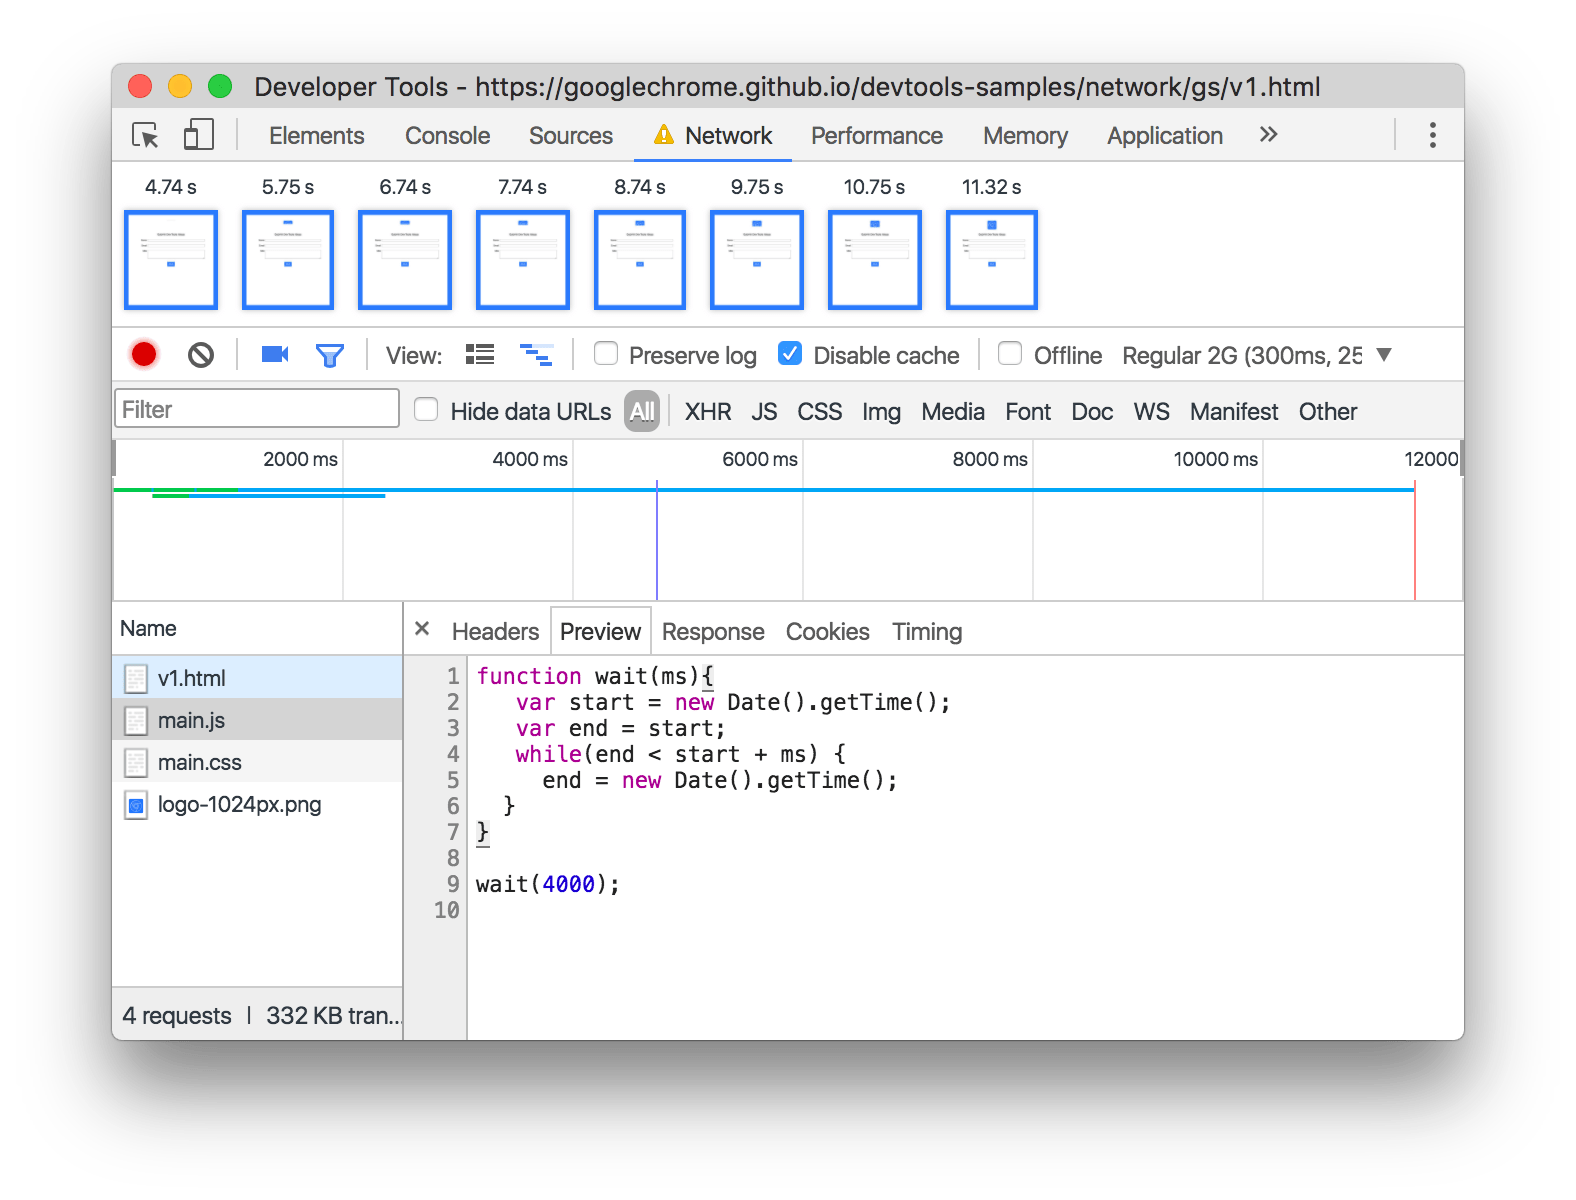 Developer Tools - https://googlechrome.github.io/devtools-samples/network/gs/v1.html
Elements Console Sources Network Performance Memory Application »
4.74 s 5.75 s 6.74 s 7.74 s 8.74 s 9.75 s 10.75 s 11.32 s
View: Preserve log Disable cache Offline Regular 2G (300ms, 25
Filter Hide data URLs All XHR JS CSS Img Media Font Doc WS Manifest Other
2000 ms 4000 ms 6000 ms 8000 ms 10000 ms 12000
Name × Headers Preview Response Cookies Timing
v1.html
main.js
main.css
logo-1024px.png
4 requests | 332 KB tran...
1 function wait(ms){
2 var start = new Date().getTime();
3 var end = start;
4 while(end < start + ms) {
5 end = new Date().getTime();
6 }
7 }
8
9 wait(4000);
10